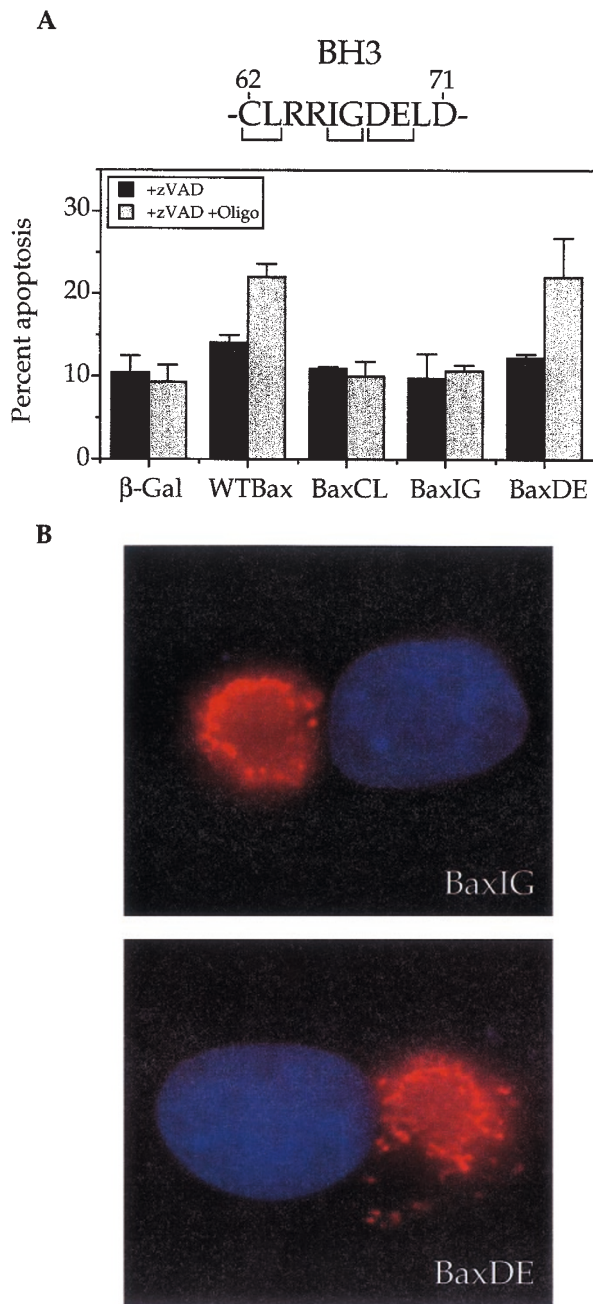 A
BH3
62 71
-CLRRIGDELD-
+zVAD
+zVAD +Oligo
Percent apoptosis
30
20
10
0
β-Gal WTBax BaxCL BaxIG BaxDE
B
BaxIG
BaxDE